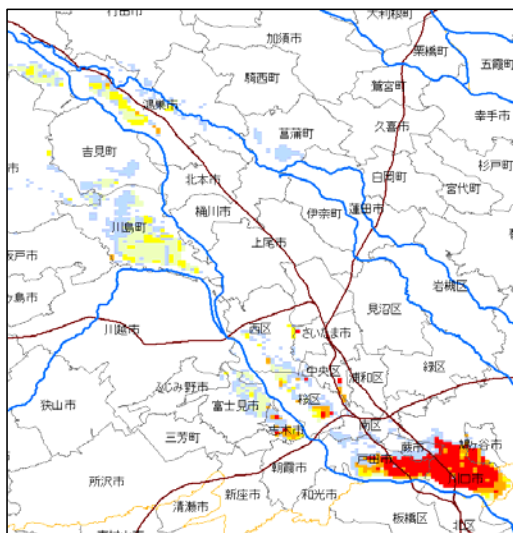 行田市
加須市
大利根町
栗橋町
五霞町
騎西町
鷲宮町
鴻巣市
幸手市
久喜市
菖蒲町
吉見町
杉戸町
白岡町
北本市
宮代町
蓮田市
桶川市
伊奈町
川島町
上尾市
坂戸市
岩槻区
見沼区
川越市
西区
さいたま市
中央区
浦和区
緑区
ふじみ野市
狭山市
富士見市
桜区
志木市
南区
三芳町
蕨市
鳩ヶ谷市
戸田市
川口市
朝霞市
所沢市
新座市
和光市
清瀬市
板橋区
北区